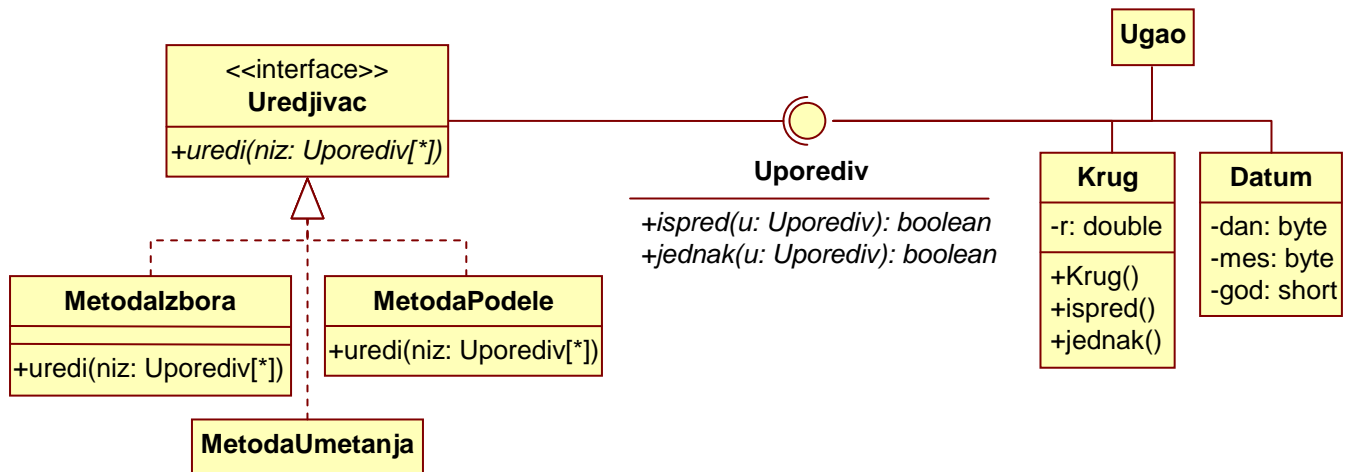 <<interface>>
Uredjivac
+uredi(niz: Uporediv[*])
Uporediv
+ispred(u: Uporediv): boolean
+jednak(u: Uporediv): boolean
Ugao
Krug
-r: double
+Krug()
+ispred()
+jednak()
Datum
-dan: byte
-mes: byte
-god: short
MetodaIzbora
+uredi(niz: Uporediv[*])
MetodaPodele
+uredi(niz: Uporediv[*])
MetodaUmetanja